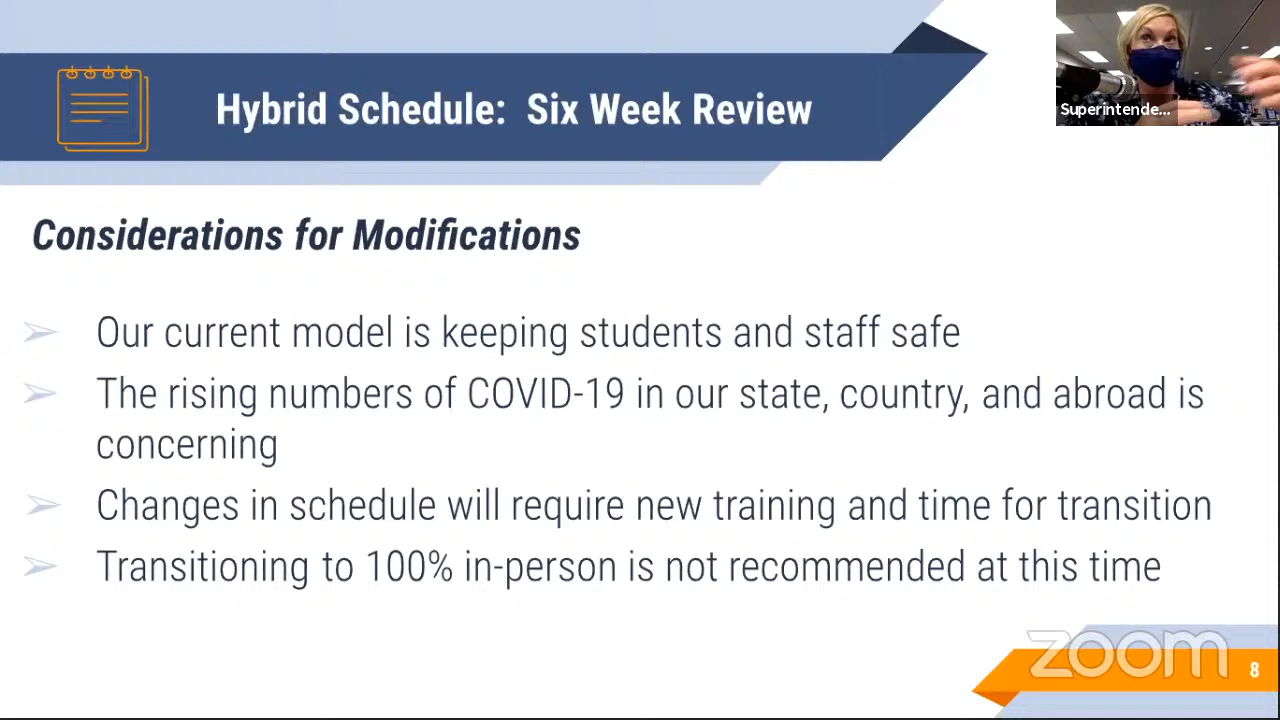 Hybrid Schedule: Six Week Review
Superintende...
Considerations for Modifications
➢ Our current model is keeping students and staff safe
➢ The rising numbers of COVID-19 in our state, country, and abroad is
concerning
➢ Changes in schedule will require new training and time for transition
➢ Transitioning to 100% in-person is not recommended at this time
zoom
8